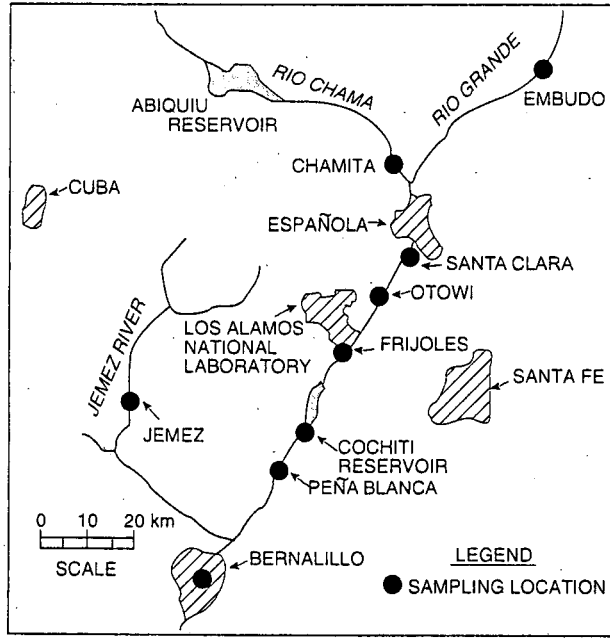 RIO CHAMA
RIO GRANDE
EMBUDO
ABIQUIU
RESERVOIR
CHAMITA
CUBA
ESPAÑOLA
SANTA CLARA
OTOWI
LOS ALAMOS
NATIONAL
LABORATORY
FRIJOLES
JEMEZ RIVER
SANTA FE
JEMEZ
COCHITI
RESERVOIR
PEÑA BLANCA
0 10 20 km
SCALE
BERNALILLO
LEGEND
SAMPLING LOCATION